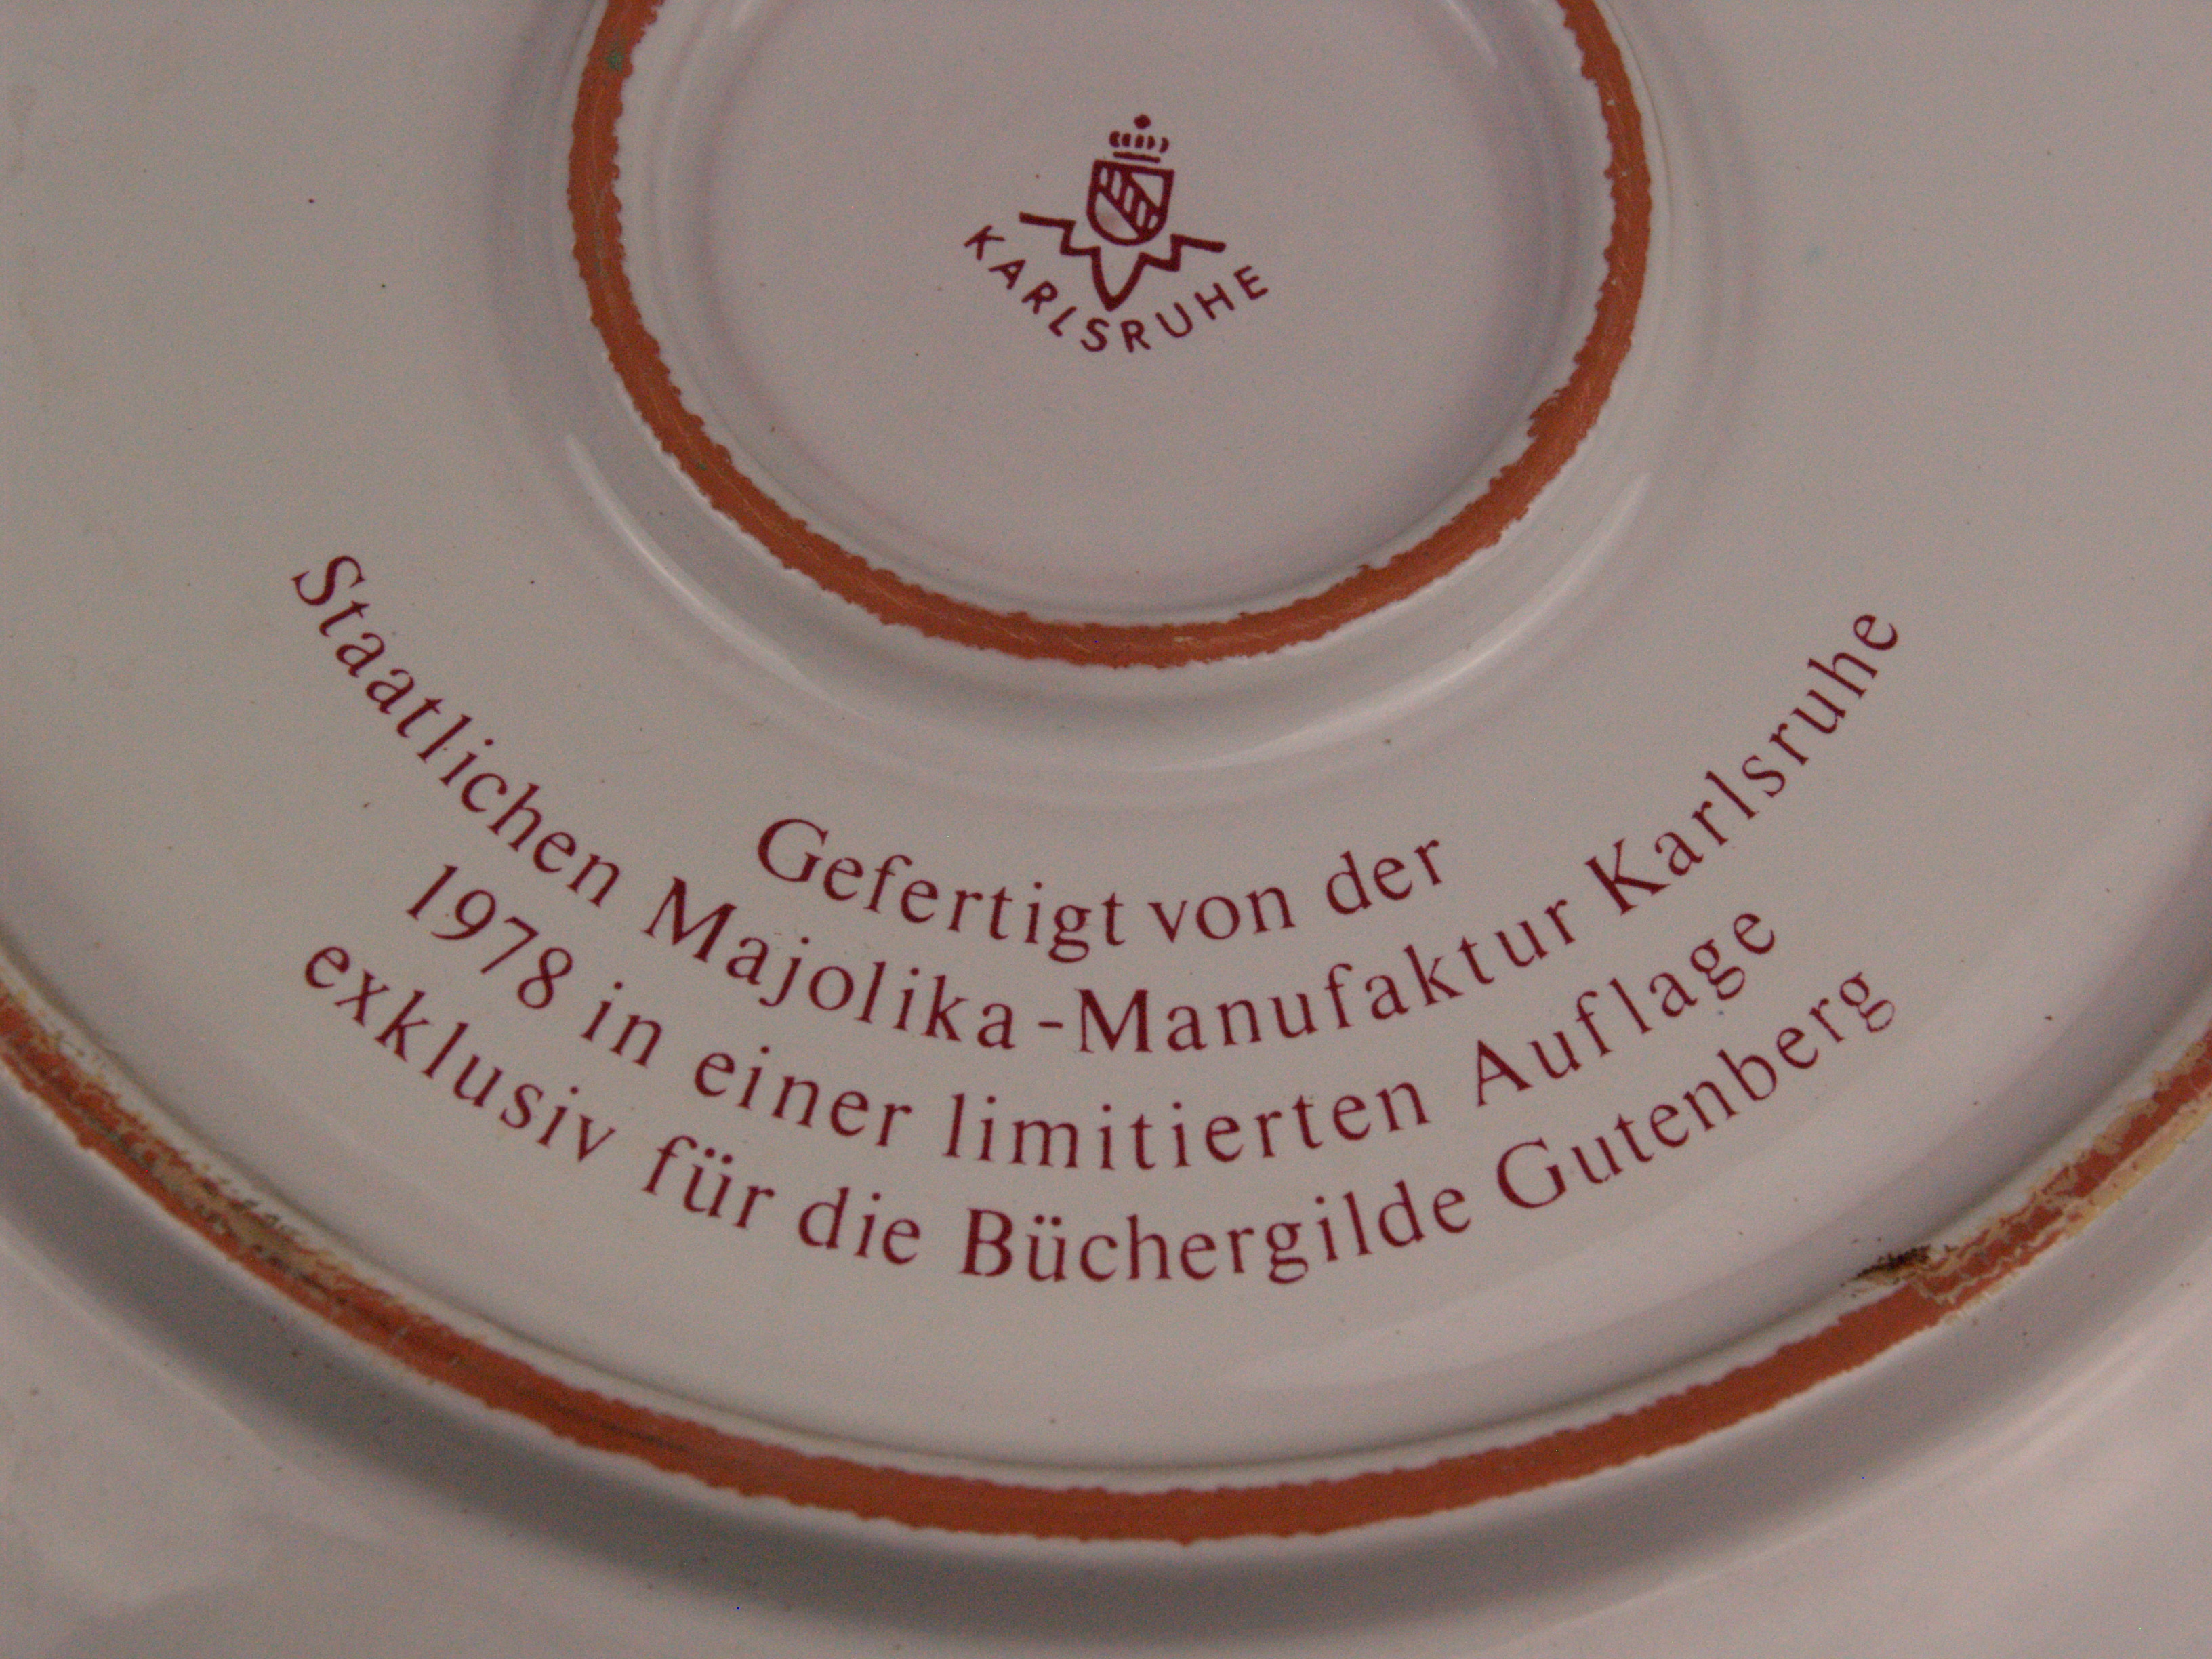 KARLSRUHE
Gefertigt von der
Staatlichen Majolika-Manufaktur Karlsruhe
1978 in einer limitierten Auflage
exklusiv für die Büchergilde Gutenberg